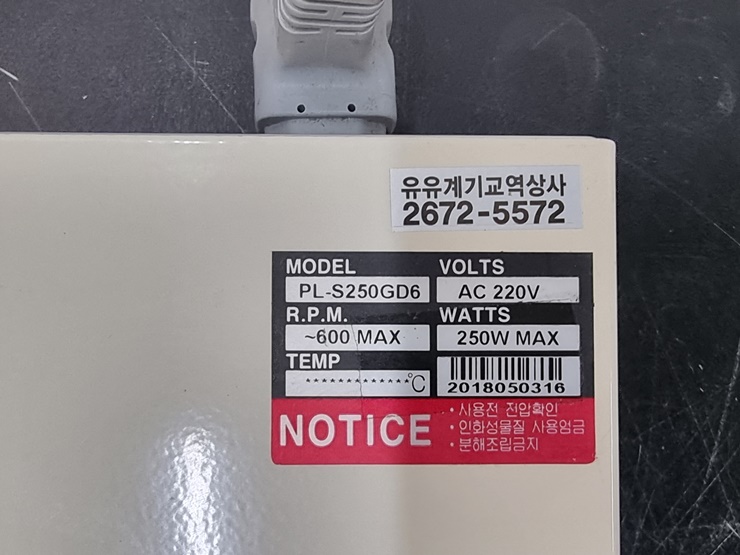 유유계기교역상사
2672-5572
MODEL VOLTS
PL-S250GD6 AC 220V
R.P.M. WATTS
~600 MAX 250W MAX
TEMP
*************℃ 2018050316
NOTICE
· 사용전 전압확인
· 인화성물질 사용엄금
· 분해조립금지